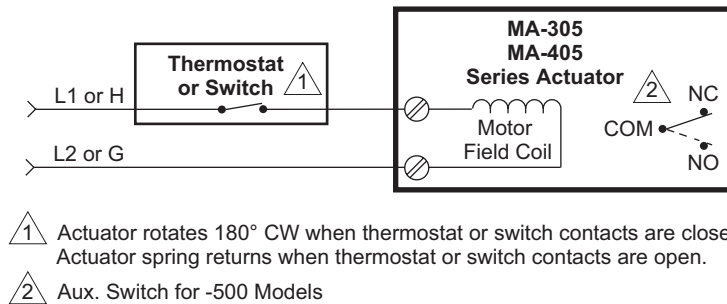 MA-305
MA-405
Series Actuator
Thermostat
or Switch
1
2
NC
L1 or H
COM
Motor
Field Coil
NO
L2 or G
1 Actuator rotates 180° CW when thermostat or switch contacts are close
Actuator spring returns when thermostat or switch contacts are open.
2 Aux. Switch for -500 Models